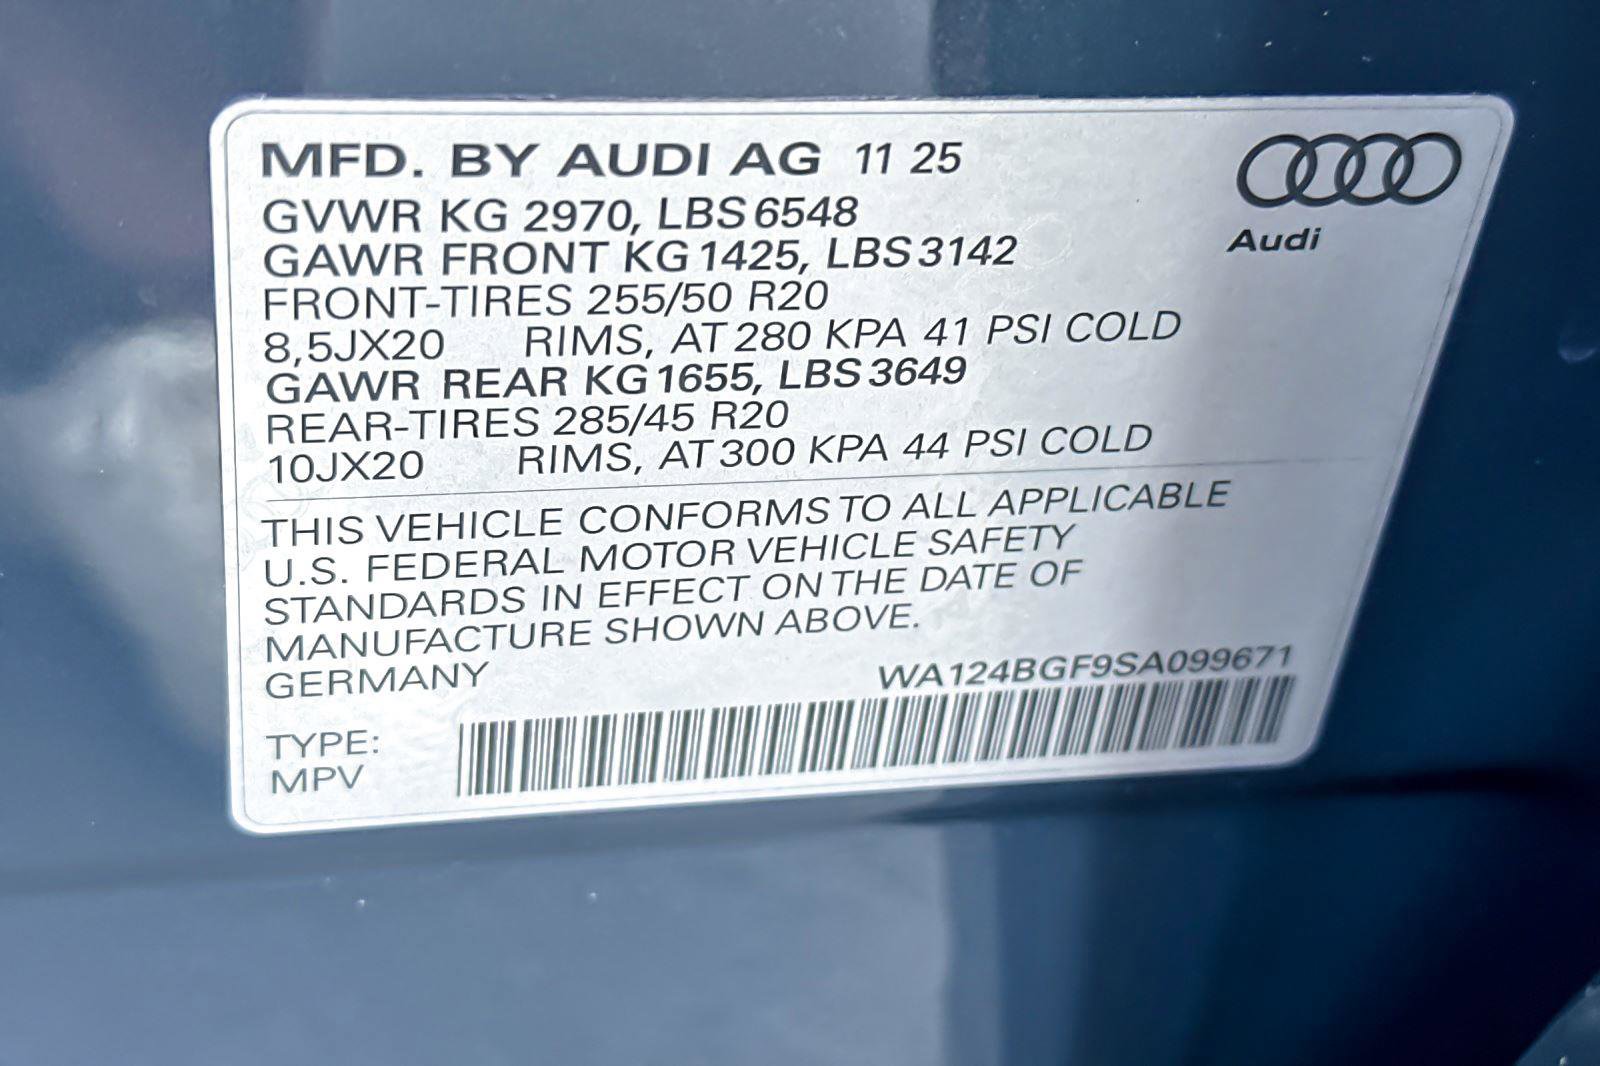 MFD. BY AUDI AG 11 25
GVWR KG 2970, LBS 6548
GAWR FRONT KG 1425, LBS 3142
FRONT-TIRES 255/50 R20
8,5JX20 RIMS, AT 280 KPA 41 PSI COLD
GAWR REAR KG 1655, LBS 3649
REAR-TIRES 285/45 R20
10JX20 RIMS, AT 300 KPA 44 PSI COLD
Audi
THIS VEHICLE CONFORMS TO ALL APPLICABLE
U.S. FEDERAL MOTOR VEHICLE SAFETY
STANDARDS IN EFFECT ON THE DATE OF
MANUFACTURE SHOWN ABOVE.
GERMANY WA124BGF9SA099671
TYPE:
MPV